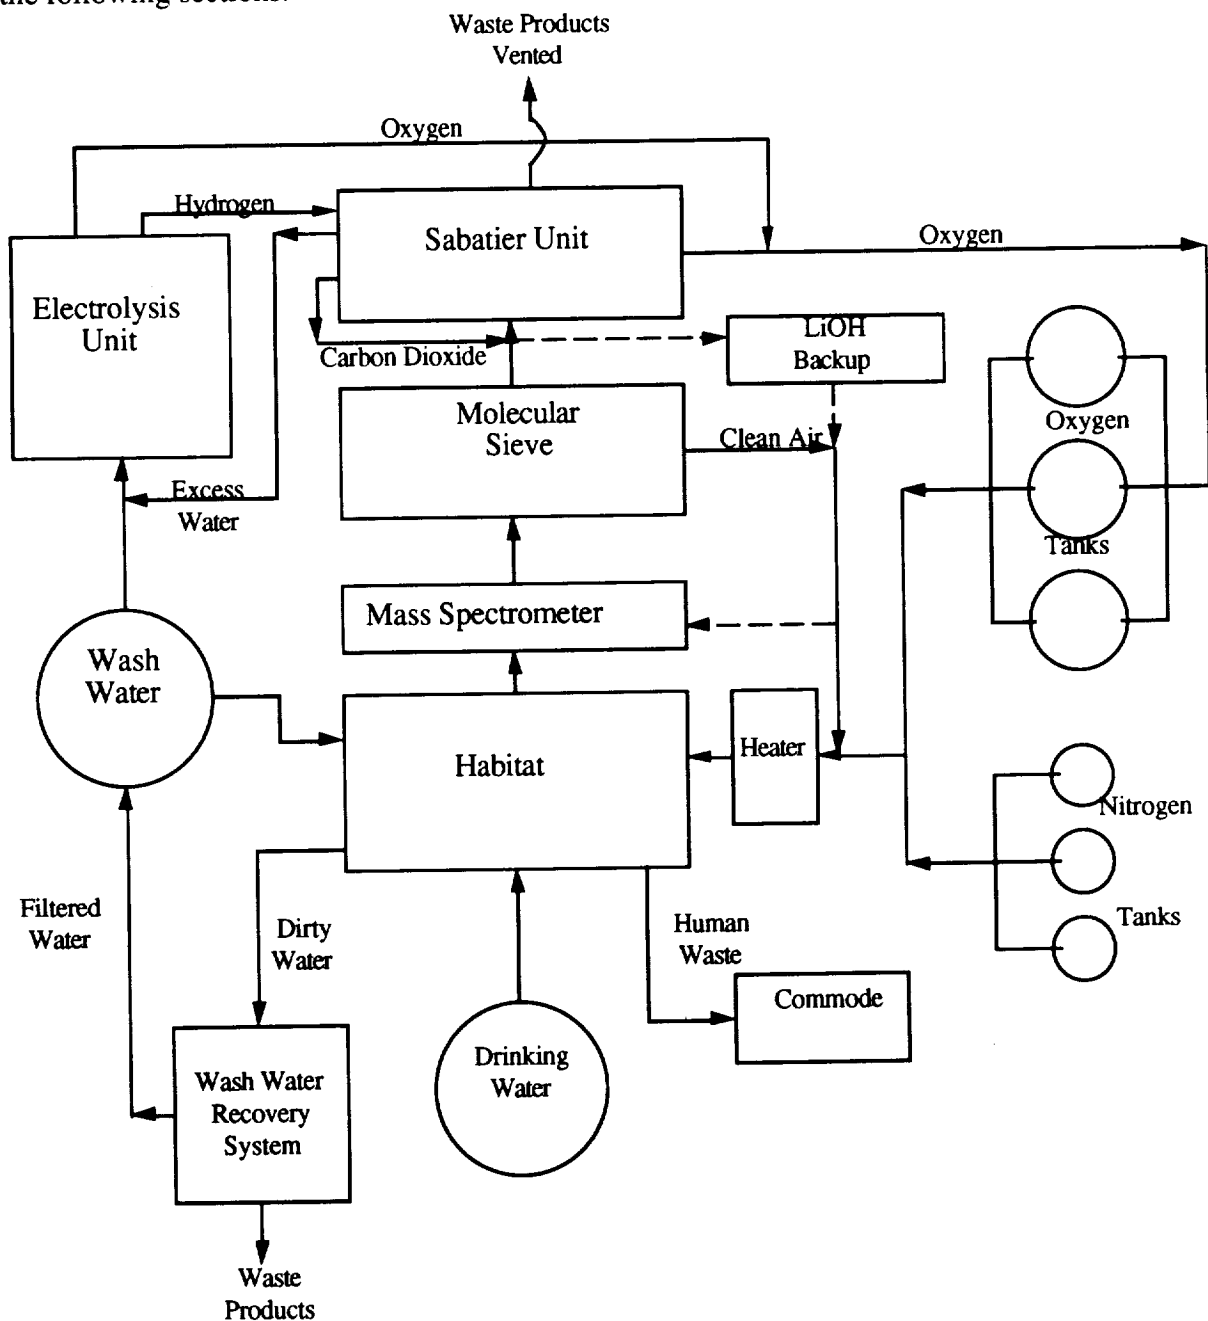 the following sections.
Waste Products
Vented
Oxygen
Hydrogen
Sabatier Unit
Oxygen
Electrolysis
Unit
LiOH
Backup
Carbon Dioxide
Molecular
Sieve
Clean Air
Oxygen
Tanks
Excess
Water
Mass Spectrometer
Wash
Water
Habitat
Heater
Nitrogen
Tanks
Filtered
Water
Dirty
Water
Human
Waste
Commode
Drinking
Water
Wash Water
Recovery
System
Waste
Products